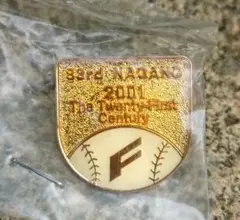 83rd NAGANO
2001
The Twenty-First
Century
F